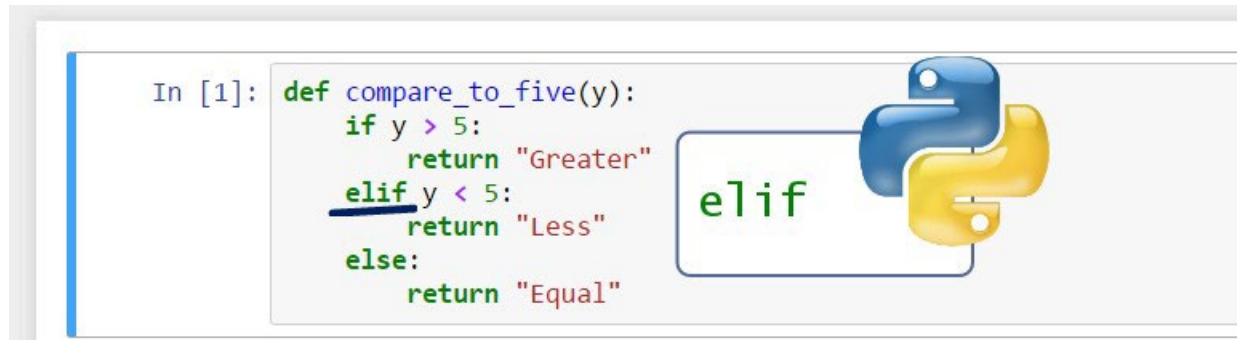 In [1]: def compare_to_five(y):
if y > 5:
return "Greater"
elif y < 5:
return "Less"
else:
return "Equal"
elif